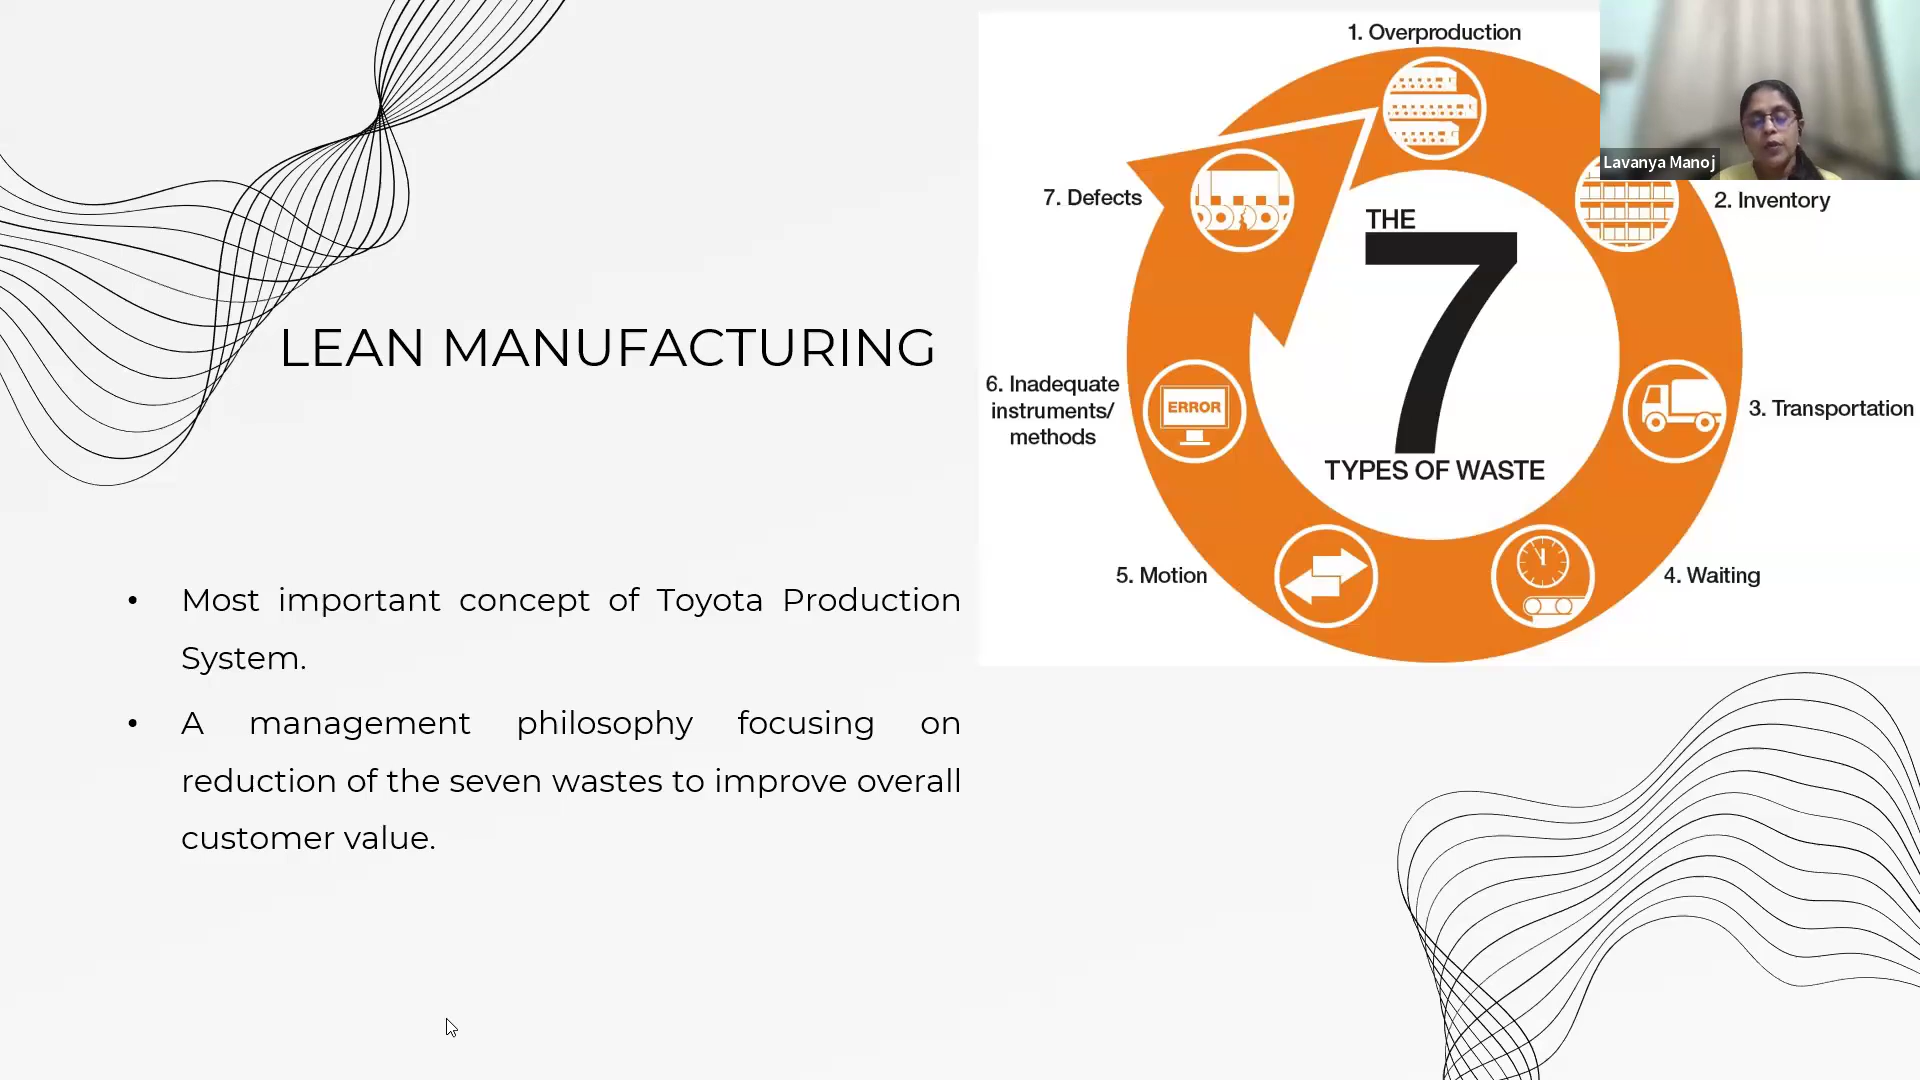 LEAN MANUFACTURING
• Most important concept of Toyota Production
System.
• A management philosophy focusing on
reduction of the seven wastes to improve overall
customer value.
1. Overproduction
Lavanya Manoj
2. Inventory
3. Transportation
4. Waiting
5. Motion
6. Inadequate
instruments/
methods
ERROR
7. Defects
THE
7
TYPES OF WASTE